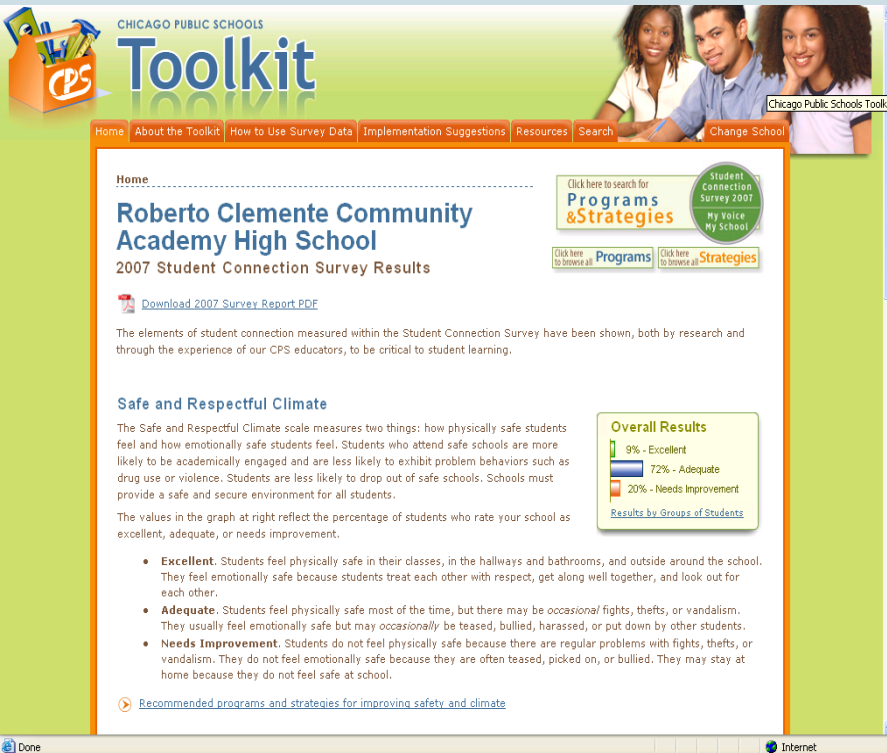 CHICAGO PUBLIC SCHOOLS
Toolkit
CPS
Chicago Public Schools Toolk
Home
About the Toolkit
How to Use Survey Data
Implementation Suggestions
Resources
Search
Change School
Home
Roberto Clemente Community
Academy High School
2007 Student Connection Survey Results
Click here to search for
Programs
&Strategies
Student
Connection
Survey 2007
My Voice
My School
Click here
to browse all Programs
Click here
to browse all Strategies
Download 2007 Survey Report PDF
The elements of student connection measured within the Student Connection Survey have been shown, both by research and
through the experience of our CPS educators, to be critical to student learning.
Safe and Respectful Climate
The Safe and Respectful Climate scale measures two things: how physically safe students
feel and how emotionally safe students feel. Students who attend safe schools are more
likely to be academically engaged and are less likely to exhibit problem behaviors such as
drug use or violence. Students are less likely to drop out of safe schools. Schools must
provide a safe and secure environment for all students.
The values in the graph at right reflect the percentage of students who rate your school as
excellent, adequate, or needs improvement.
Overall Results
9% - Excellent
72% - Adequate
20% - Needs Improvement
Results by Groups of Students
• Excellent. Students feel physically safe in their classes, in the hallways and bathrooms, and outside around the school.
They feel emotionally safe because students treat each other with respect, get along well together, and look out for
each other.
• Adequate. Students feel physically safe most of the time, but there may be occasional fights, thefts, or vandalism.
They usually feel emotionally safe but may occasionally be teased, bullied, harassed, or put down by other students.
• Needs Improvement. Students do not feel physically safe because there are regular problems with fights, thefts, or
vandalism. They do not feel emotionally safe because they are often teased, picked on, or bullied. They may stay at
home because they do not feel safe at school.
Recommended programs and strategies for improving safety and climate
Done
Internet